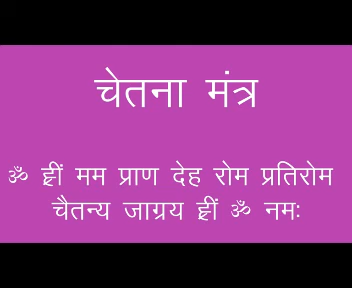 चेतना मंत्र
ॐ ह्रीं मम प्राण देह रोम प्रतिरोम
चैतन्य जाग्रय ह्रीं ॐ नमः